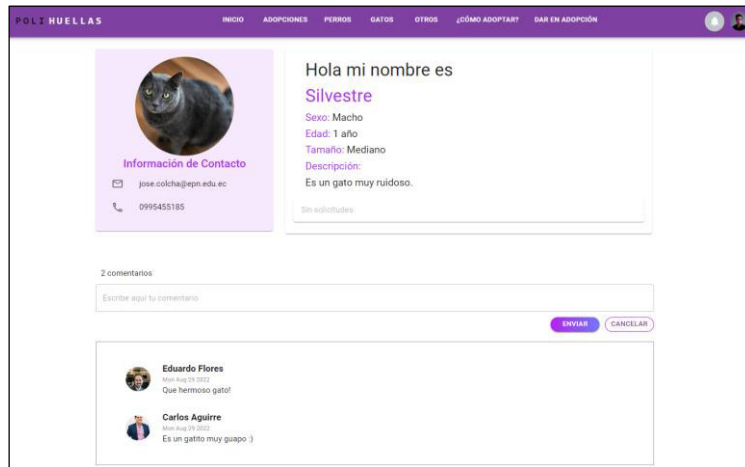 POLI HUELLAS
INICIO ADOPCIONES PERROS GATOS OTROS ¿CÓMO ADOPTAR? DAR EN ADOPCIÓN
Información de Contacto
jose.colcha@epn.edu.ec
0995455185
Hola mi nombre es
Silvestre
Sexo: Macho
Edad: 1 año
Tamaño: Mediano
Descripción:
Es un gato muy ruidoso.
Sin solicitudes
2 comentarios
Escribe aquí tu comentario
ENVIAR CANCELAR
Eduardo Flores
Mon Aug 29 2022
Que hermoso gato!
Carlos Aguirre
Mon Aug 29 2022
Es un gatito muy guapo :)